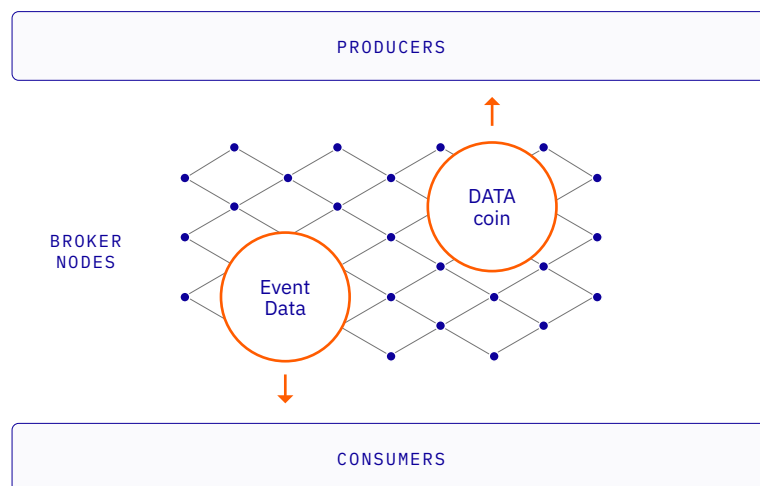 PRODUCERS
DATA
coin
BROKER
NODES
Event
Data
CONSUMERS